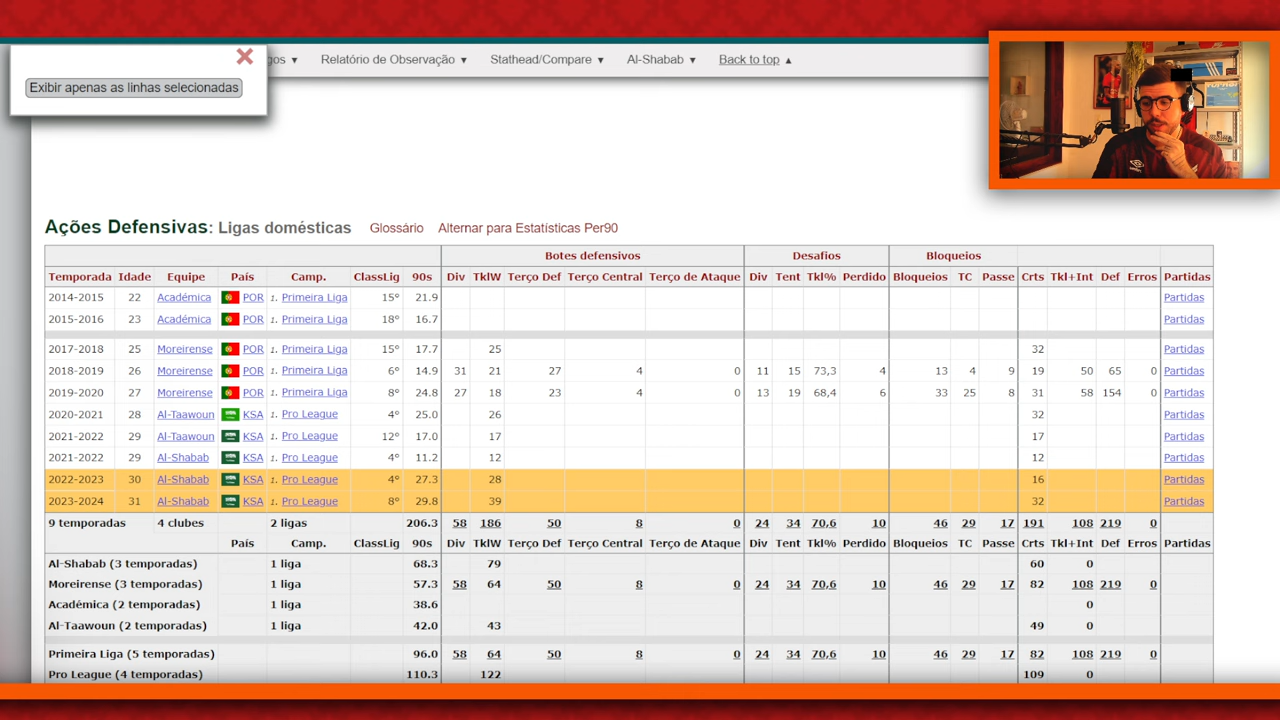 gos ▼ Relatório de Observação ▼ Stathead/Compare ▼ Al-Shabab ▼ Back to top ▲
Exibir apenas as linhas selecionadas
Ações Defensivas: Ligas domésticas Glossário Alternar para Estatísticas Per90
Botes defensivos Desafios Bloqueios
Temporada Idade Equipe País Camp. ClassLig 90s Div TklW Terço Def Terço Central Terço de Ataque Div Tent Tkl% Perdido Bloqueios TC Passe Crts Tkl+Int Def Erros Partidas
2014-2015 22 Académica POR 1. Primeira Liga 15° 21.9 Partidas
2015-2016 23 Académica POR 1. Primeira Liga 18° 16.7 Partidas
2017-2018 25 Moreirense POR 1. Primeira Liga 15° 17.7 25 32 Partidas
2018-2019 26 Moreirense POR 1. Primeira Liga 6° 14.9 31 21 27 4 0 11 15 73,3 4 13 4 9 19 50 65 0 Partidas
2019-2020 27 Moreirense POR 1. Primeira Liga 8° 24.8 27 18 23 4 0 13 19 68,4 6 33 25 8 31 58 154 0 Partidas
2020-2021 28 Al-Taawoun KSA 1. Pro League 4° 25.0 26 32 Partidas
2021-2022 29 Al-Taawoun KSA 1. Pro League 12° 17.0 17 17 Partidas
2021-2022 29 Al-Shabab KSA 1. Pro League 4° 11.2 12 12 Partidas
2022-2023 30 Al-Shabab KSA 1. Pro League 4° 27.3 28 16 Partidas
2023-2024 31 Al-Shabab KSA 1. Pro League 8° 29.8 39 32 Partidas
9 temporadas 4 clubes 2 ligas 206.3 58 186 50 8 0 24 34 70,6 10 46 29 17 191 108 219 0
País Camp. ClassLig 90s Div TklW Terço Def Terço Central Terço de Ataque Div Tent Tkl% Perdido Bloqueios TC Passe Crts Tkl+Int Def Erros Partidas
Al-Shabab (3 temporadas) 1 liga 68.3 79 60 0
Moreirense (3 temporadas) 1 liga 57.3 58 64 50 8 0 24 34 70,6 10 46 29 17 82 108 219 0
Académica (2 temporadas) 1 liga 38.6 0
Al-Taawoun (2 temporadas) 1 liga 42.0 43 49 0
Primeira Liga (5 temporadas) 96.0 58 64 50 8 0 24 34 70,6 10 46 29 17 82 108 219 0
Pro League (4 temporadas) 110.3 122 109 0